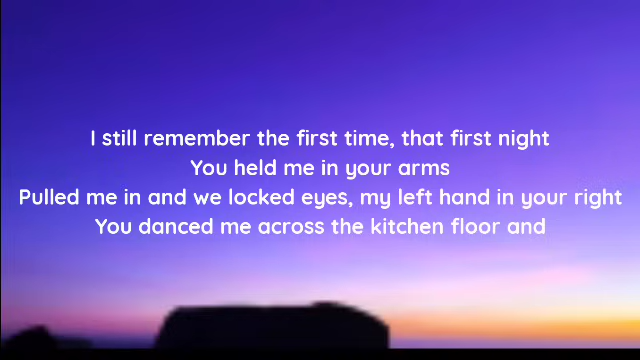 I still remember the first time, that first night
You held me in your arms
Pulled me in and we locked eyes, my left hand in your right
You danced me across the kitchen floor and